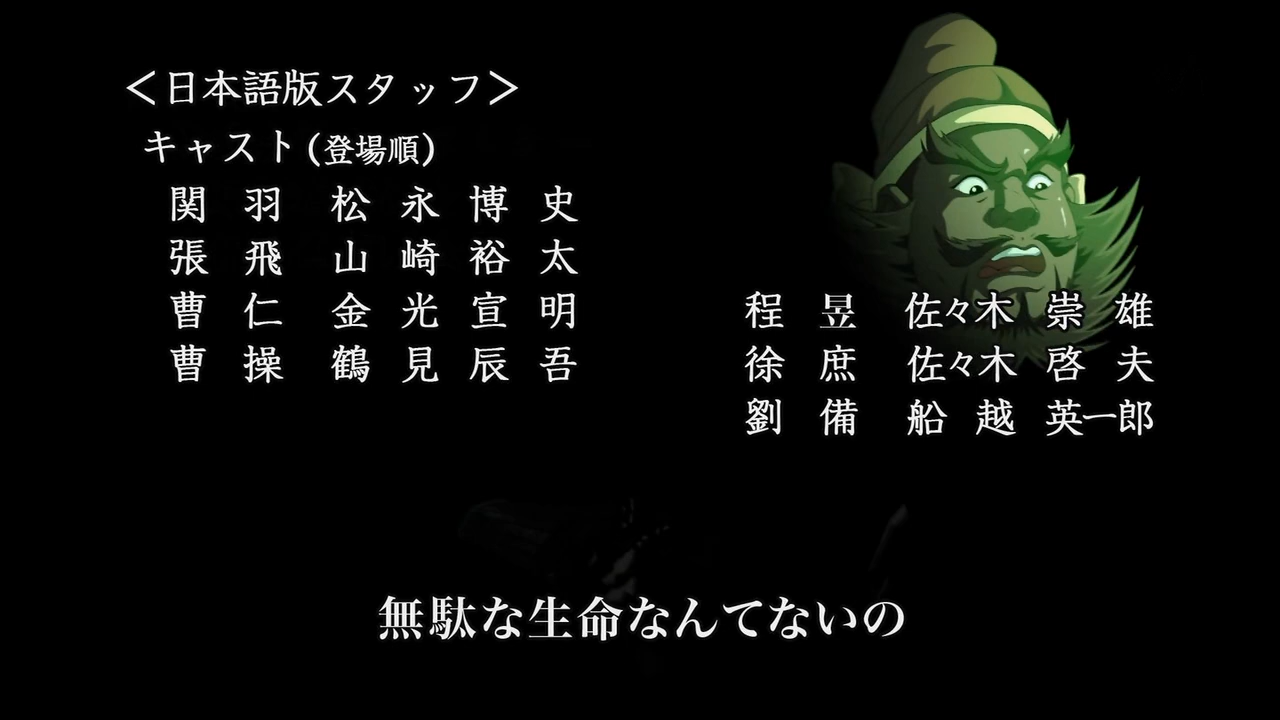 ＜日本語版スタッフ＞
キャスト(登場順)
関羽 松永博史
張飛 山崎裕太
曹仁 金光宣明
曹操 鶴見辰吾
程昱 佐々木崇雄
徐庶 佐々木啓夫
劉備 船越英一郎
無駄な生命なんてないの